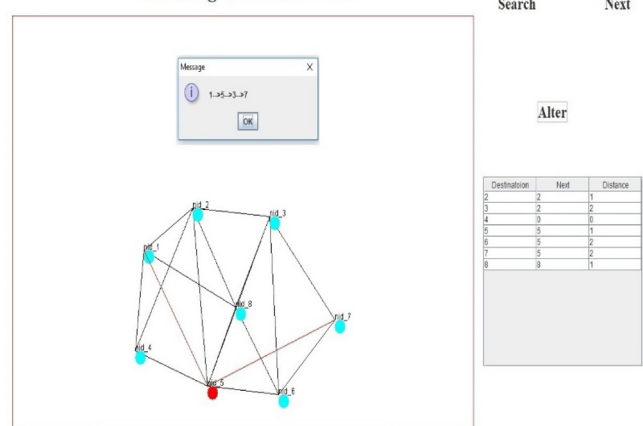 Search Next
Message X
1->5->3->7
OK
Alter
Destinatoion Next Distance
2 2 1
3 2 2
4 0 0
5 5 1
6 5 2
7 5 2
8 8 1
nid_2
nid_3
nid_1
nid_8
nid_7
nid_4
nid_5
nid_6